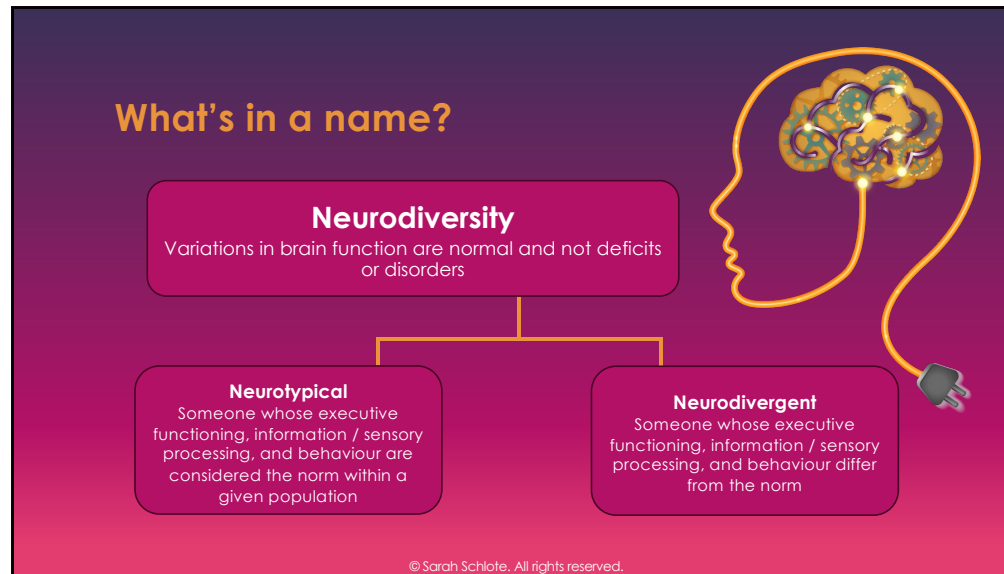 What’s in a name?
Neurodiversity
Variations in brain function are normal and not deficits
or disorders
Neurotypical
Someone whose executive
functioning, information / sensory
processing, and behaviour are
considered the norm within a
given population
Neurodivergent
Someone whose executive
functioning, information / sensory
processing, and behaviour differ
from the norm
© Sarah Schlote. All rights reserved.